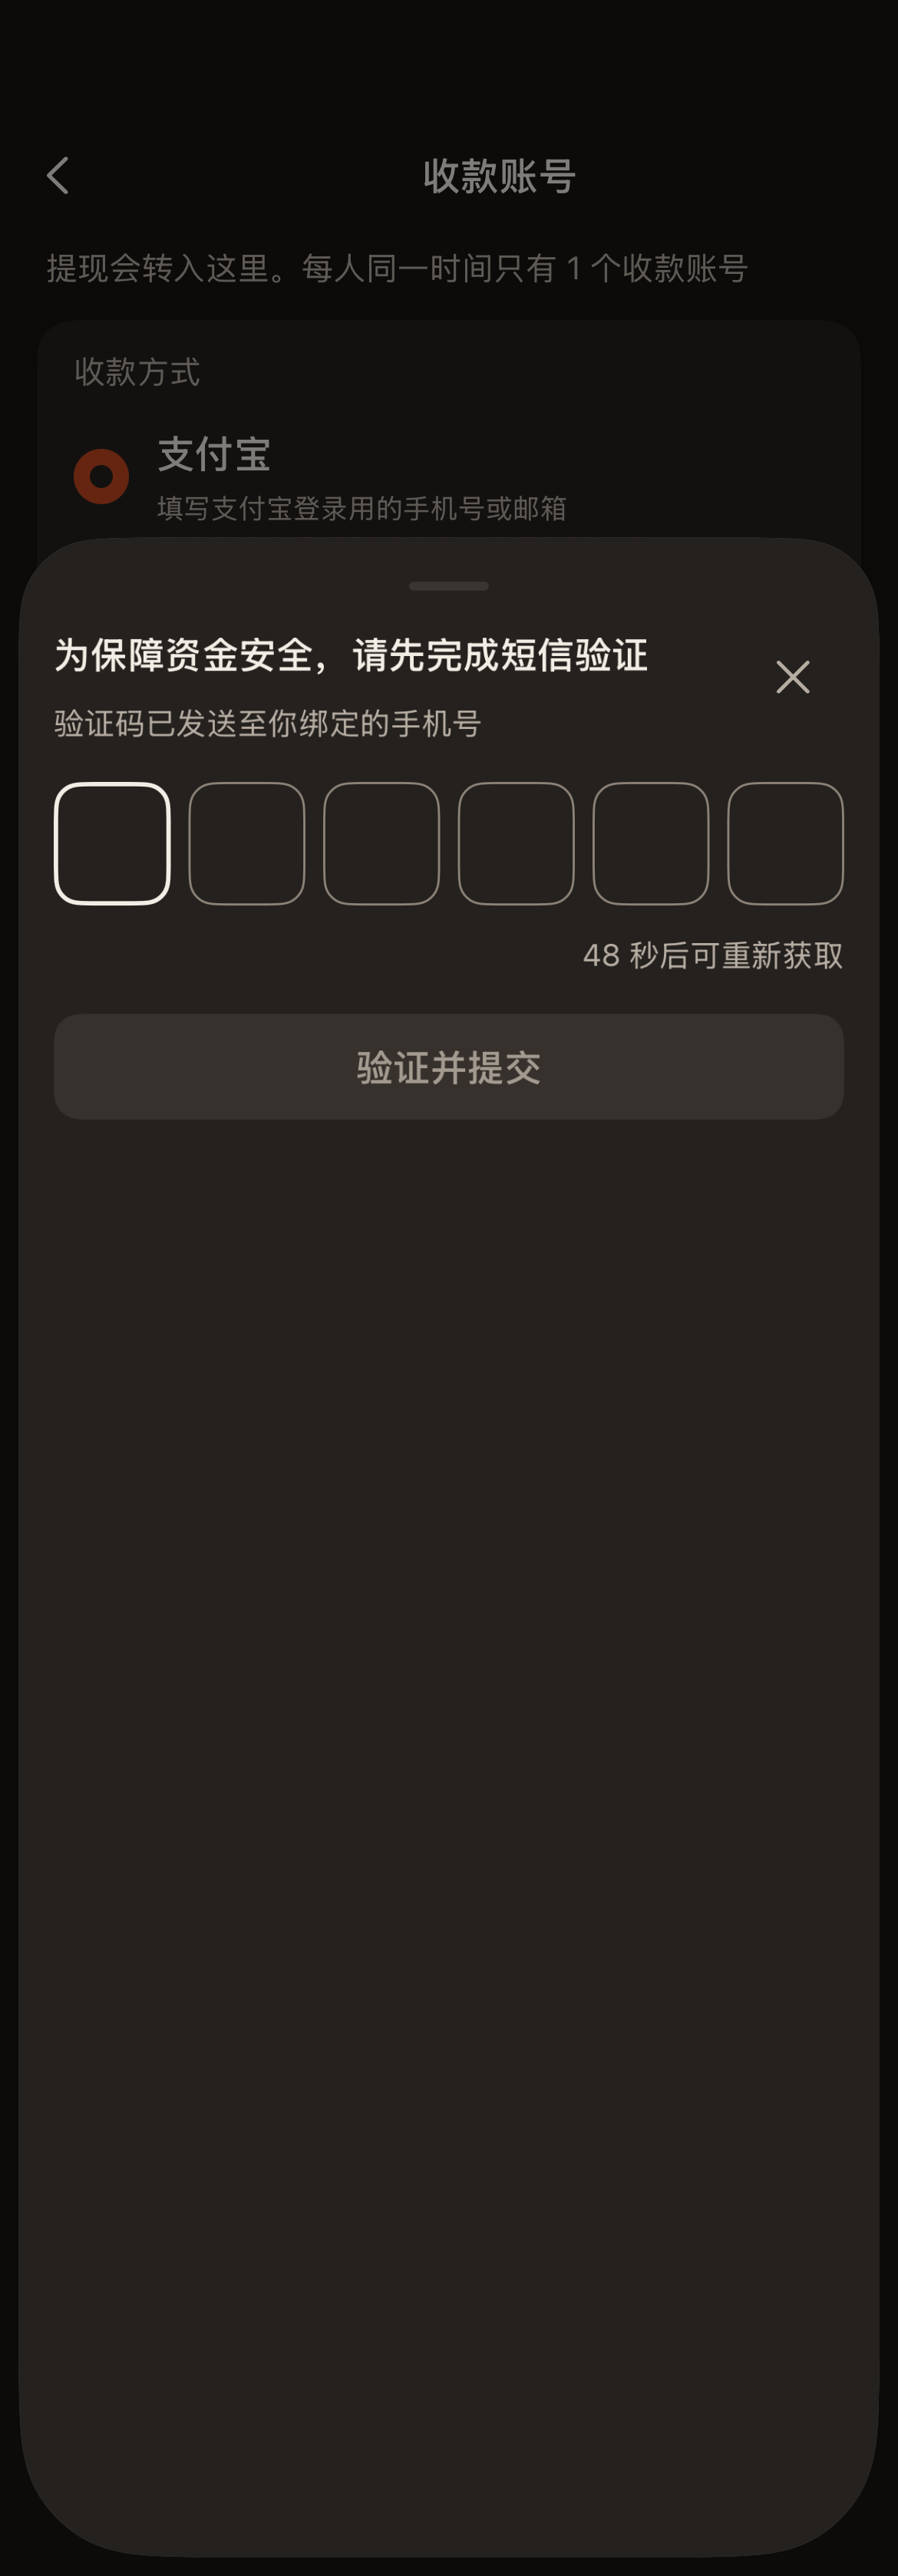 收款账号
提现会转入这里。每人同一时间只有 1 个收款账号
收款方式
支付宝
填写支付宝登录用的手机号或邮箱
为保障资金安全，请先完成短信验证
验证码已发送至你绑定的手机号
48 秒后可重新获取
验证并提交